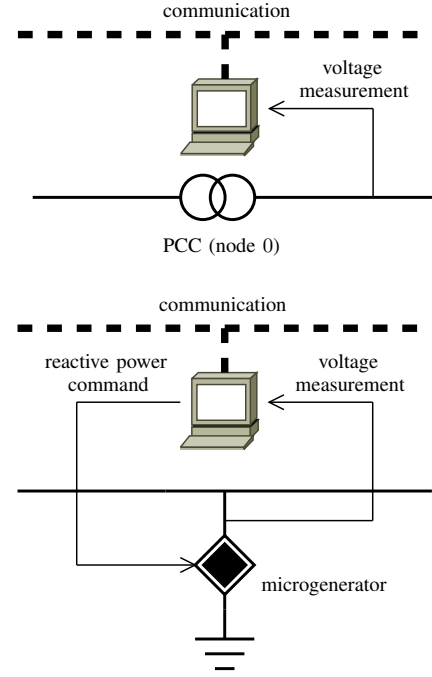 communication
voltage
measurement
PCC (node 0)
communication
reactive power
command
voltage
measurement
microgenerator